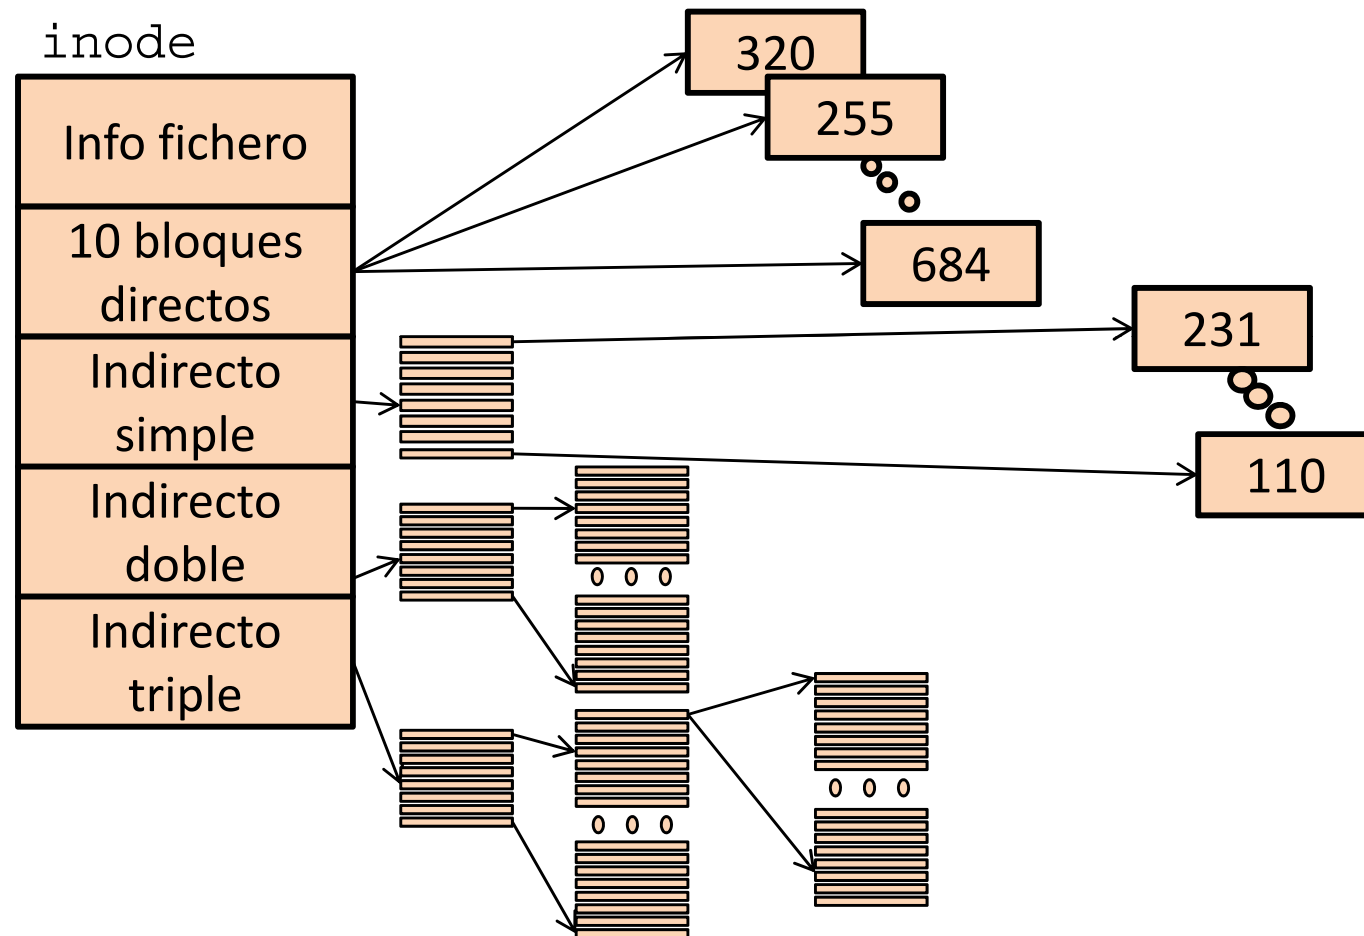 inode
Info fichero
10 bloques
directos
Indirecto
simple
Indirecto
doble
Indirecto
triple
320
255
684
231
110